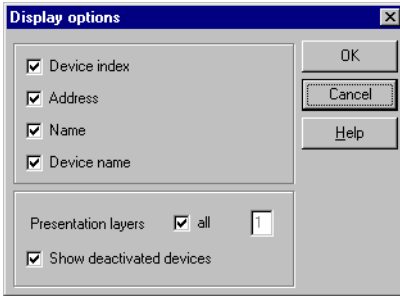 Display options
Device index
Address
Name
Device name
OK
Cancel
Help
Presentation layers all 1
Show deactivated devices